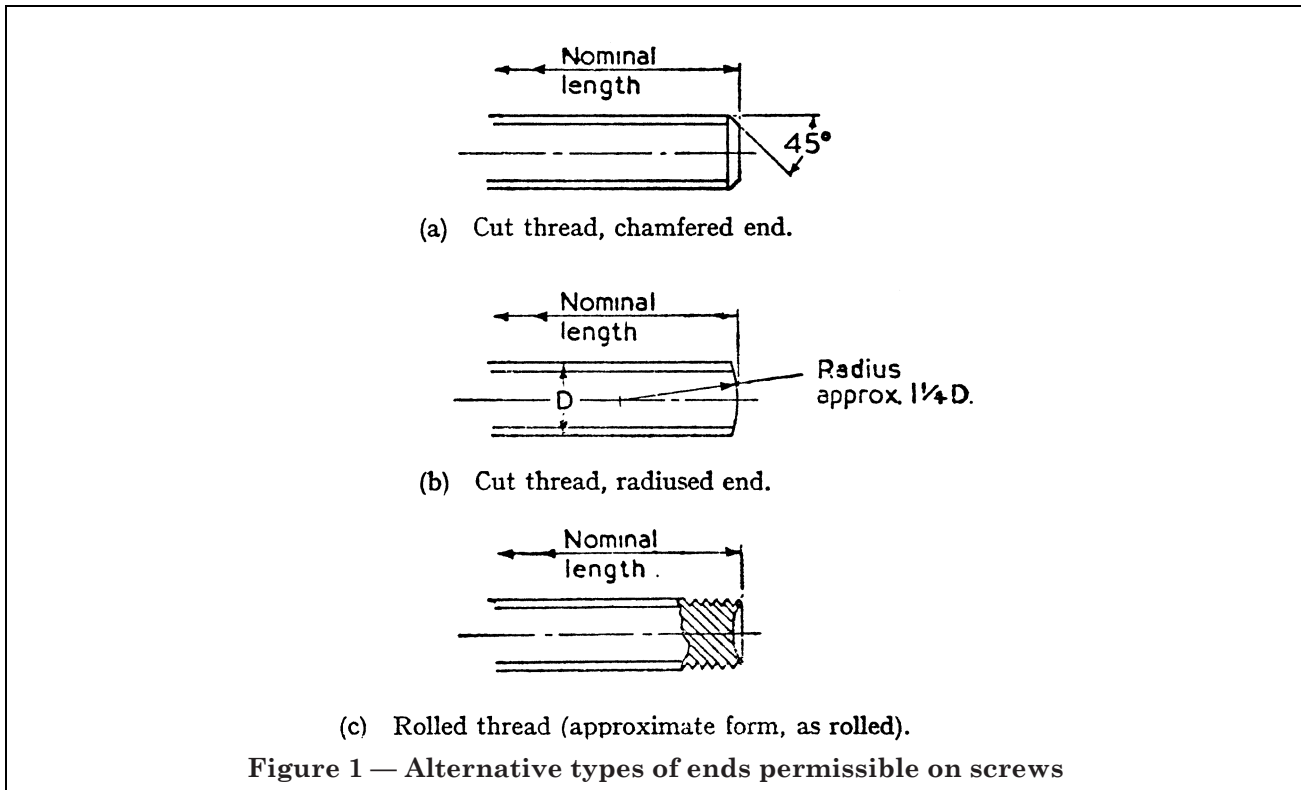 Nominal
length
45°
(a) Cut thread, chamfered end.
Nominal
length
D
Radius
approx. 1¼D.
(b) Cut thread, radiused end.
Nominal
length .
(c) Rolled thread (approximate form, as rolled).
Figure 1 — Alternative types of ends permissible on screws